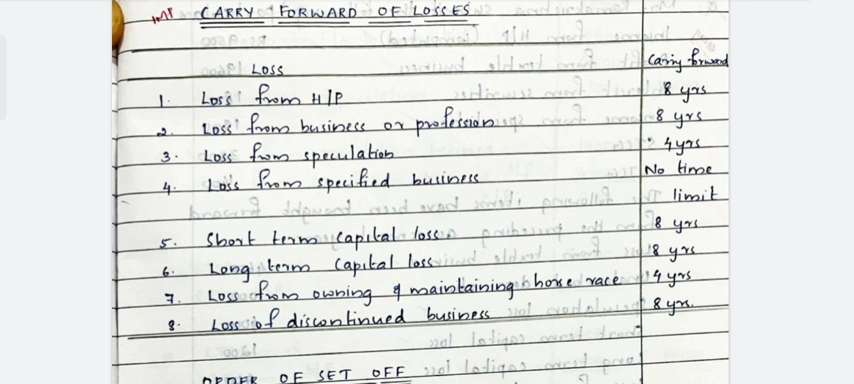 IMP CARRY FORWARD OF LOSSES
Loss Carry forward
1. Loss from H/P 8 yrs
2. Loss from business or profession 8 yrs
3. Loss from speculation 4 yrs
4. Loss from specified business No time
limit
5. Short term capital loss 8 yrs
6. Long term capital loss 8 yrs
7. Loss from owning & maintaining horse race 4 yrs
8. Loss of discontinued business 8 yrs.
ORDER OF SET OFF